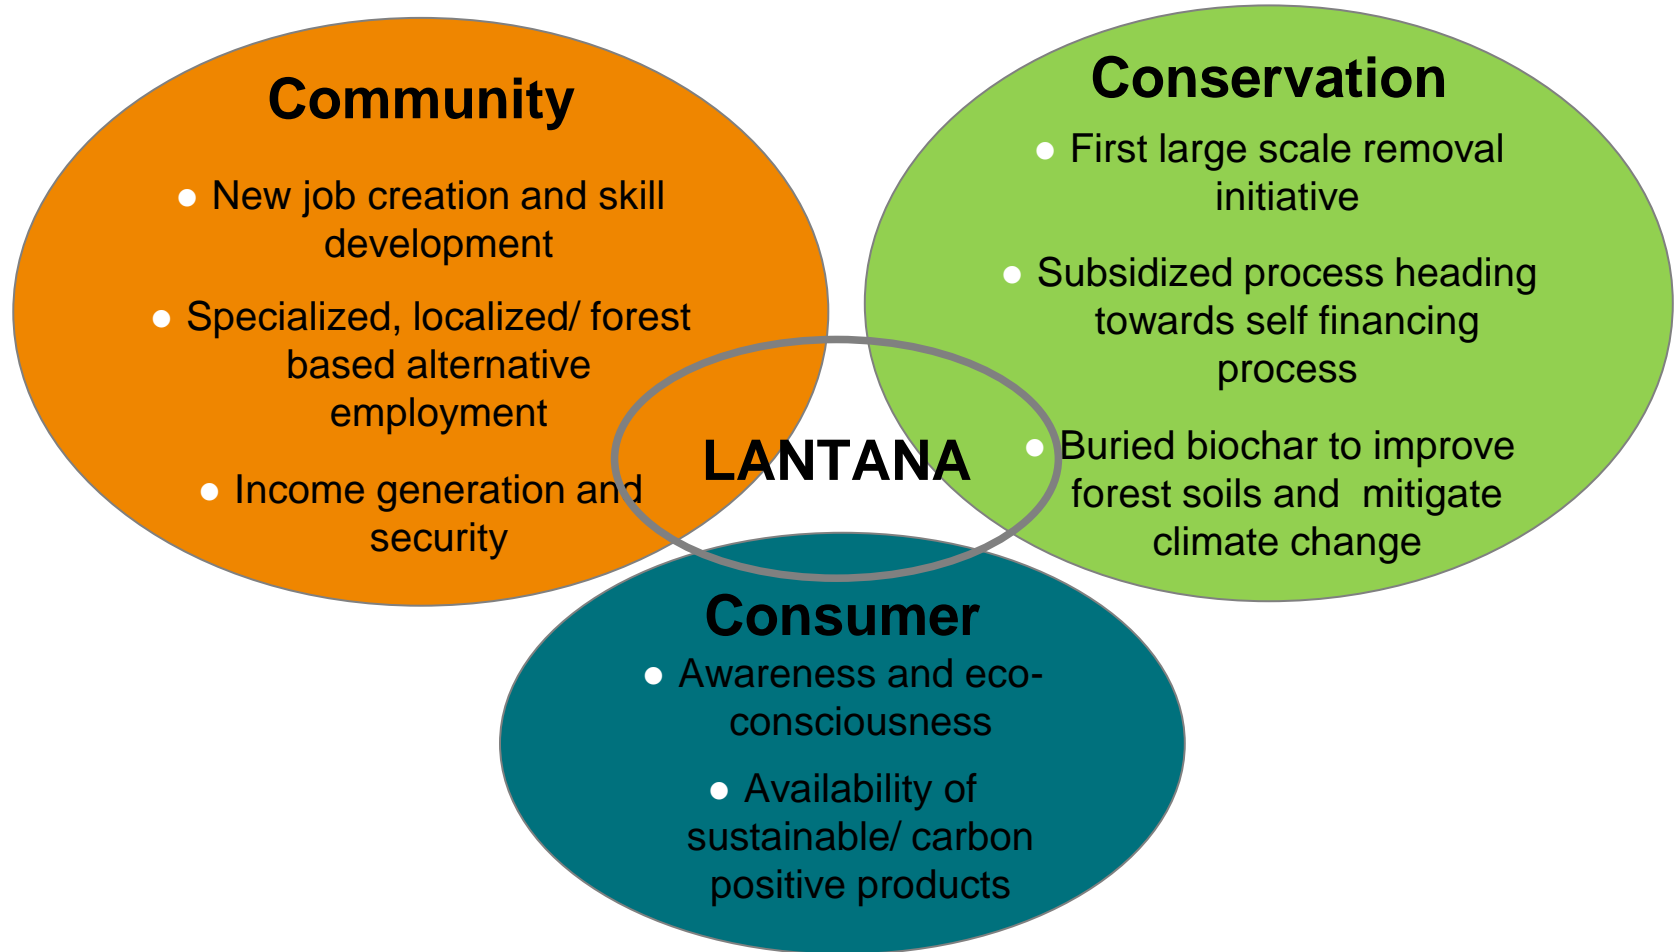 Community
● New job creation and skill
development
● Specialized, localized/ forest
based alternative
employment
● Income generation and
security
Conservation
● First large scale removal
initiative
● Subsidized process heading
towards self financing
process
● Buried biochar to improve
forest soils and mitigate
climate change
LANTANA
Consumer
● Awareness and eco-
consciousness
● Availability of
sustainable/ carbon
positive products